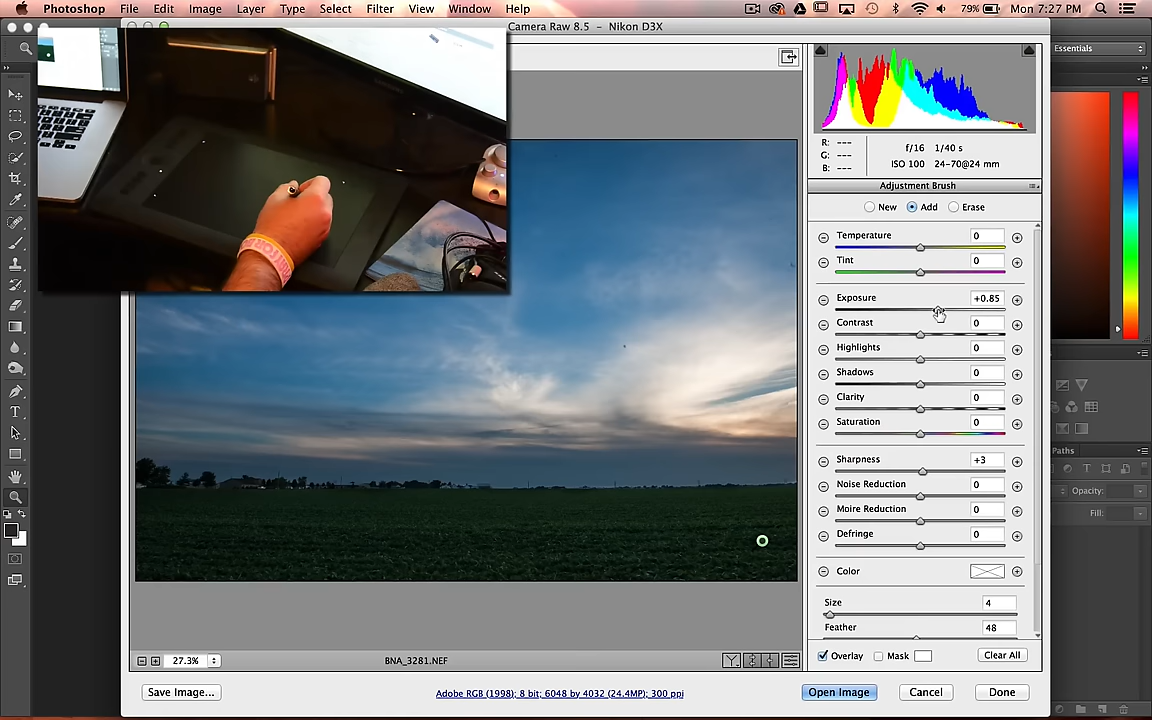 Photoshop File Edit Image Layer Type Select Filter View Window Help 79% Mon 7:27 PM
Camera Raw 8.5 - Nikon D3X
Essentials
R: ---
G: ---
B: ---
f/16 1/40 s
ISO 100 24-70@24 mm
Adjustment Brush
New Add Erase
Temperature 0
Tint 0
Exposure +0.85
Contrast 0
Highlights 0
Shadows 0
Clarity 0
Saturation 0
Sharpness +3
Noise Reduction 0
Moire Reduction 0
Defringe 0
Color
Size 4
Feather 48
Overlay Mask Clear All
Paths
Opacity:
Fill:
27.3% BNA_3281.NEF
Save Image... Adobe RGB (1998); 8 bit; 6048 by 4032 (24.4MP); 300 ppi Open Image Cancel Done